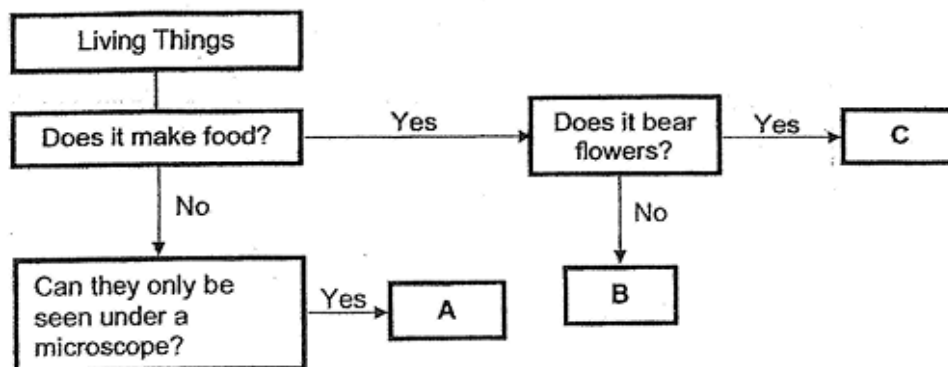 Living Things
Does it make food?
Yes
Does it bear
flowers?
Yes
C
No
No
Can they only be
seen under a
microscope?
Yes
A
B